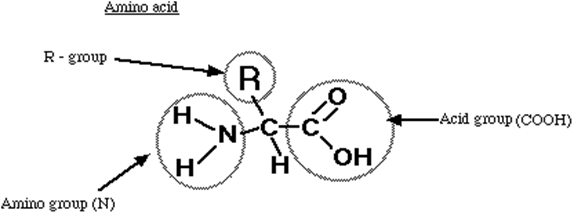 Amino acid
R - group
R
H
N
H
C
H
C
O
OH
Acid group (COOH)
Amino group (N)